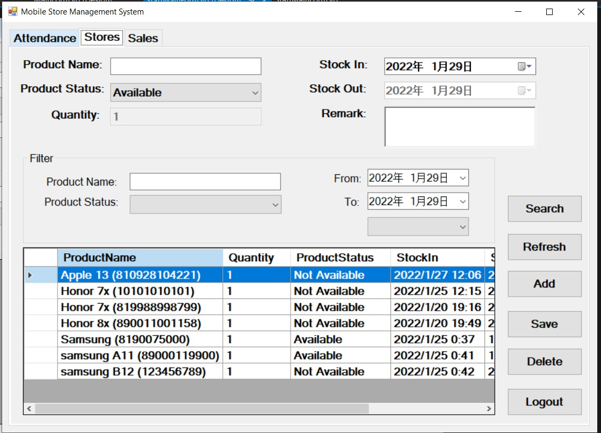 Mobile Store Management System
Attendance Stores Sales
Product Name:
Stock In: 2022年 1月29日
Product Status: Available
Stock Out: 2022年 1月29日
Quantity: 1
Remark:
Filter
Product Name:
From: 2022年 1月29日
Product Status:
To: 2022年 1月29日
Search
Refresh
Add
Save
Delete
Logout
ProductName Quantity ProductStatus StockIn S
Apple 13 (810928104221) 1 Not Available 2022/1/27 12:06 2
Honor 7x (10101010101) 1 Not Available 2022/1/25 12:15 2
Honor 7x (819988998799) 1 Not Available 2022/1/20 19:16 2
Honor 8x (890011001158) 1 Not Available 2022/1/20 19:49 2
Samsung (8190075000) 1 Available 2022/1/25 0:37 1
samsung A11 (89000119900) 1 Available 2022/1/25 0:41 1
samsung B12 (123456789) 1 Not Available 2022/1/25 0:42 2